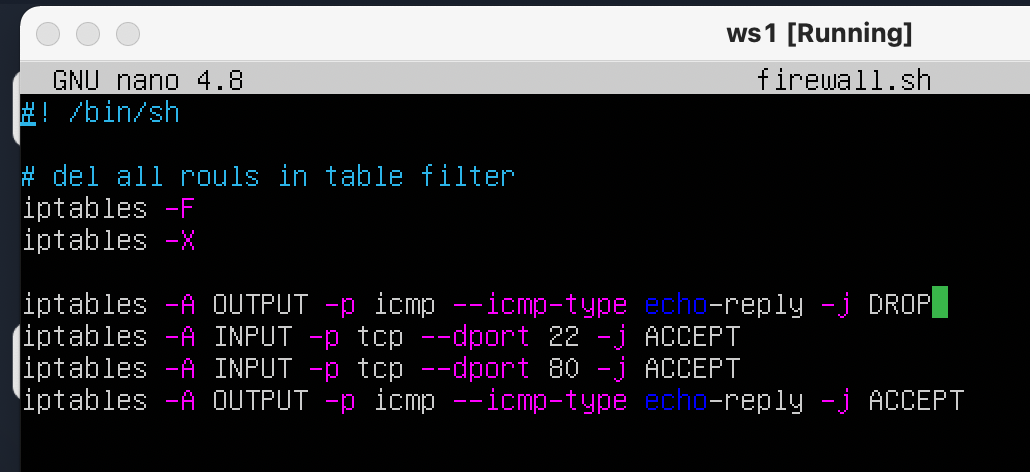 ws1 [Running]
GNU nano 4.8 firewall.sh
#! /bin/sh
# del all rouls in table filter
iptables -F
iptables -X
iptables -A OUTPUT -p icmp --icmp-type echo-reply -j DROP
iptables -A INPUT -p tcp --dport 22 -j ACCEPT
iptables -A INPUT -p tcp --dport 80 -j ACCEPT
iptables -A OUTPUT -p icmp --icmp-type echo-reply -j ACCEPT